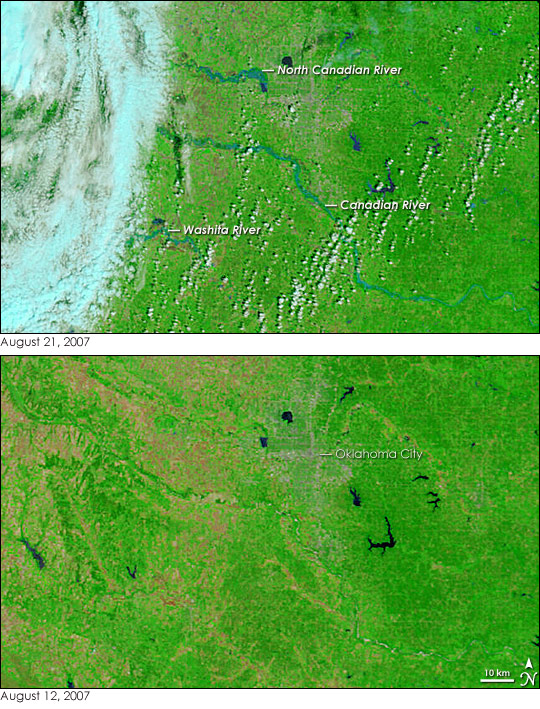 North Canadian River
Canadian River
Washita River
August 21, 2007
Oklahoma City
10 km
N
August 12, 2007